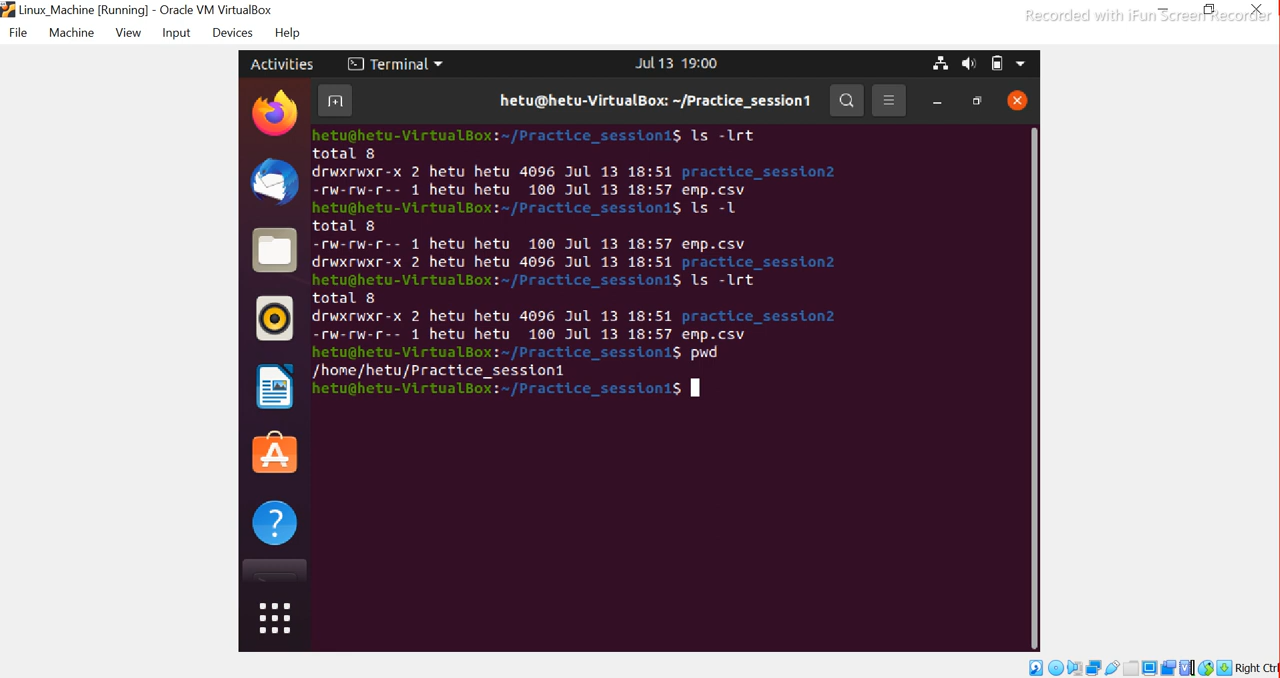 Linux_Machine [Running] - Oracle VM VirtualBox
Recorded with iFun Screen Recorder
File Machine View Input Devices Help
Activities Terminal Jul 13 19:00
hetu@hetu-VirtualBox: ~/Practice_session1
hetu@hetu-VirtualBox:~/Practice_session1$ ls -lrt
total 8
drwxrwxr-x 2 hetu hetu 4096 Jul 13 18:51 practice_session2
-rw-rw-r-- 1 hetu hetu  100 Jul 13 18:57 emp.csv
hetu@hetu-VirtualBox:~/Practice_session1$ ls -l
total 8
-rw-rw-r-- 1 hetu hetu  100 Jul 13 18:57 emp.csv
drwxrwxr-x 2 hetu hetu 4096 Jul 13 18:51 practice_session2
hetu@hetu-VirtualBox:~/Practice_session1$ ls -lrt
total 8
drwxrwxr-x 2 hetu hetu 4096 Jul 13 18:51 practice_session2
-rw-rw-r-- 1 hetu hetu  100 Jul 13 18:57 emp.csv
hetu@hetu-VirtualBox:~/Practice_session1$ pwd
/home/hetu/Practice_session1
hetu@hetu-VirtualBox:~/Practice_session1$
Right Ctrl